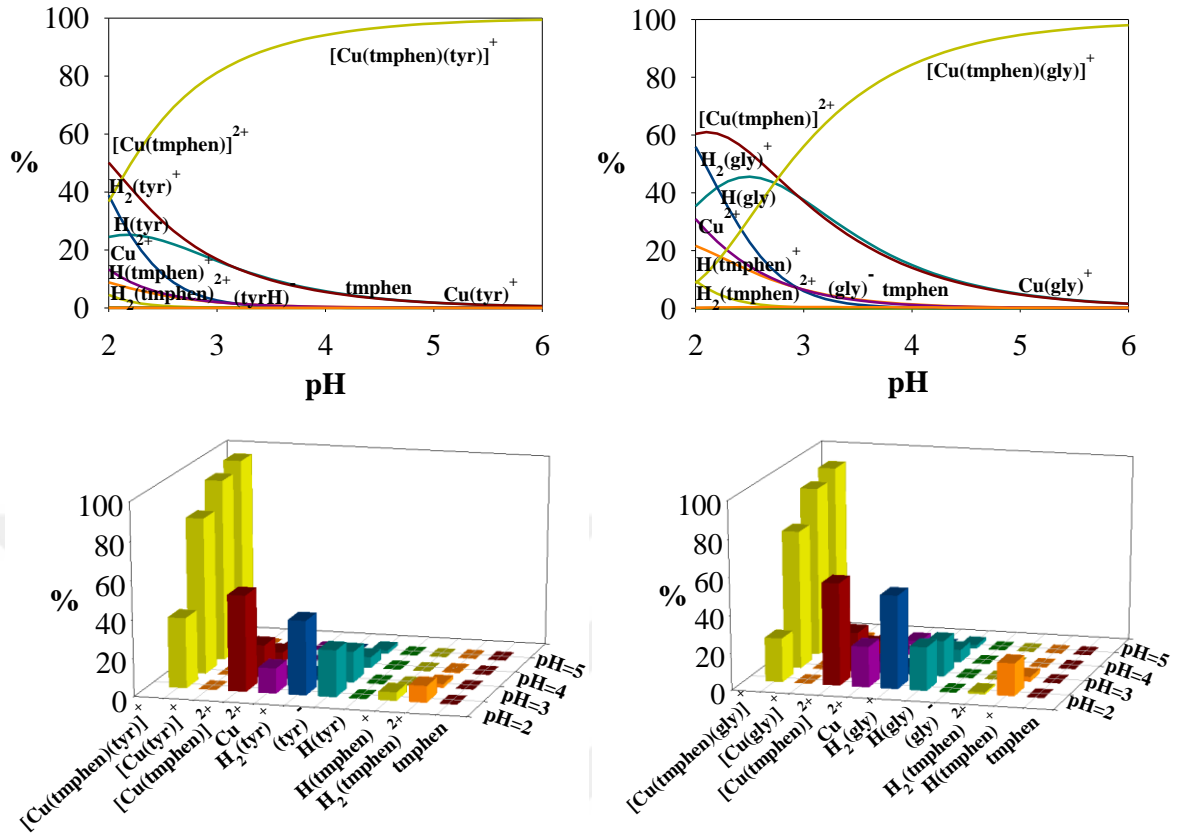 100
80
60
40
20
0
%
2
3
4
5
6
pH
[Cu(tmphen)(tyr)]⁺
[Cu(tmphen)]²⁺
H₂(tyr)⁺
H(tyr)
Cu²⁺
H(tmphen)⁺
H₂(tmphen)²⁺
(tyrH)⁻
tmphen
Cu(tyr)⁺
100
80
60
40
20
0
%
2
3
4
5
6
pH
[Cu(tmphen)(gly)]⁺
[Cu(tmphen)]²⁺
H₂(gly)⁺
H(gly)
Cu²⁺
H(tmphen)⁺
H₂(tmphen)²⁺
(gly)⁻
tmphen
Cu(gly)⁺
100
80
60
40
20
0
%
[Cu(tmphen)(tyr)]⁺
[Cu(tyr)]⁺
[Cu(tmphen)]²⁺
Cu²⁺
H₂(tyr)⁺
(tyr)⁻
H(tyr)
H(tmphen)⁺
H₂(tmphen)²⁺
tmphen
pH=2
pH=3
pH=4
pH=5
100
80
60
40
20
0
%
[Cu(tmphen)(gly)]⁺
[Cu(gly)]⁺
[Cu(tmphen)]²⁺
Cu²⁺
H₂(gly)⁺
H(gly)
(gly)⁻
H₂(tmphen)²⁺
H(tmphen)⁺
tmphen
pH=2
pH=3
pH=4
pH=5